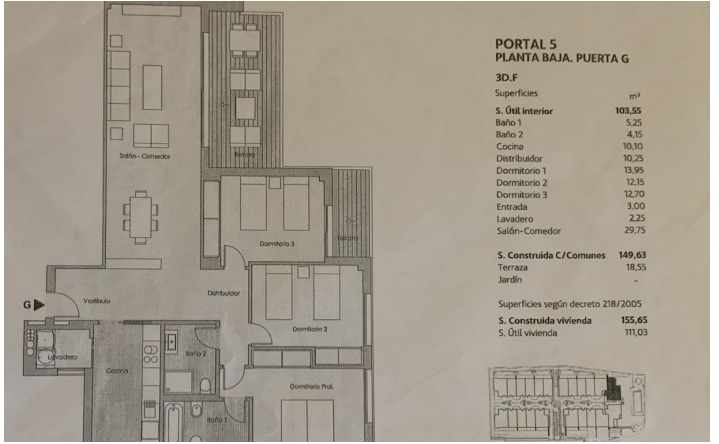 PORTAL 5
PLANTA BAJA. PUERTA G
3D.F
Superficies m²
S. Útil interior 103,55
Baño 1 5,25
Baño 2 4,15
Cocina 10,10
Distribuidor 10,25
Dormitorio 1 13,95
Dormitorio 2 12,15
Dormitorio 3 12,70
Entrada 3,00
Lavadero 2,25
Salón-Comedor 29,75
S. Construida C/Comunes 149,63
Terraza 18,55
Jardín -
Superficies según decreto 218/2005
S. Construida vivienda 155,65
S. Útil vivienda 111,03
Salón - Comedor
Terraza
Dormitorio 3
Terraza
Distribuidor
Vestíbulo
G
Dormitorio 2
Lavadero
Cocina
Baño 2
Dormitorio Pral.
Baño 1